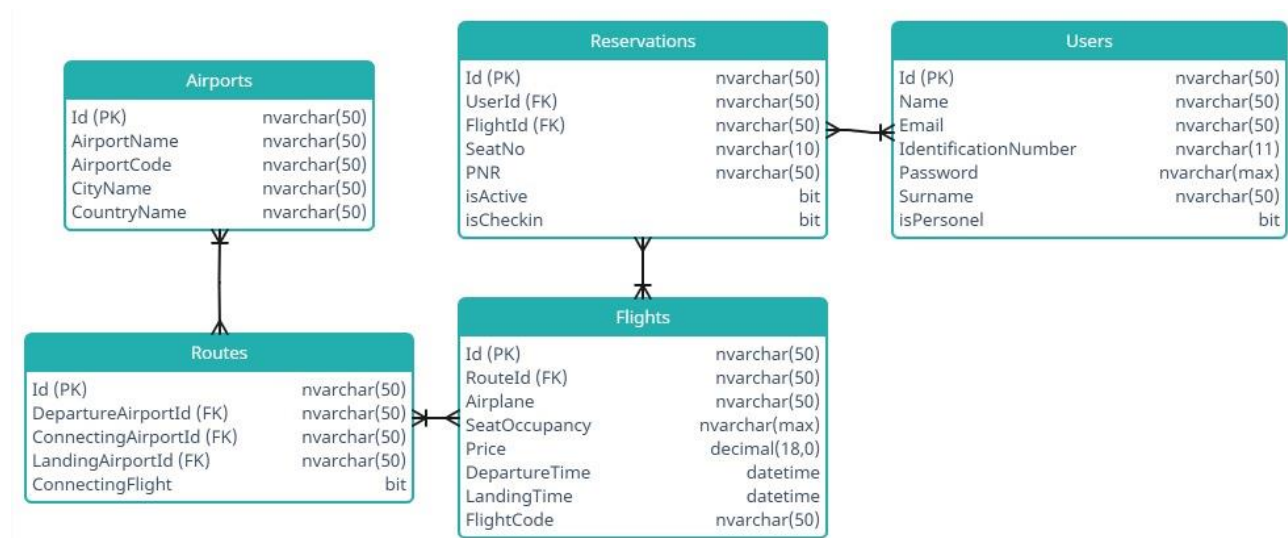 Airports
Id (PK) nvarchar(50)
AirportName nvarchar(50)
AirportCode nvarchar(50)
CityName nvarchar(50)
CountryName nvarchar(50)
Reservations
Id (PK) nvarchar(50)
UserId (FK) nvarchar(50)
FlightId (FK) nvarchar(50)
SeatNo nvarchar(10)
PNR nvarchar(50)
isActive bit
isCheckin bit
Users
Id (PK) nvarchar(50)
Name nvarchar(50)
Email nvarchar(50)
IdentificationNumber nvarchar(11)
Password nvarchar(max)
Surname nvarchar(50)
isPersonel bit
Routes
Id (PK) nvarchar(50)
DepartureAirportId (FK) nvarchar(50)
ConnectingAirportId (FK) nvarchar(50)
LandingAirportId (FK) nvarchar(50)
ConnectingFlight bit
Flights
Id (PK) nvarchar(50)
RouteId (FK) nvarchar(50)
Airplane nvarchar(50)
SeatOccupancy nvarchar(max)
Price decimal(18,0)
DepartureTime datetime
LandingTime datetime
FlightCode nvarchar(50)